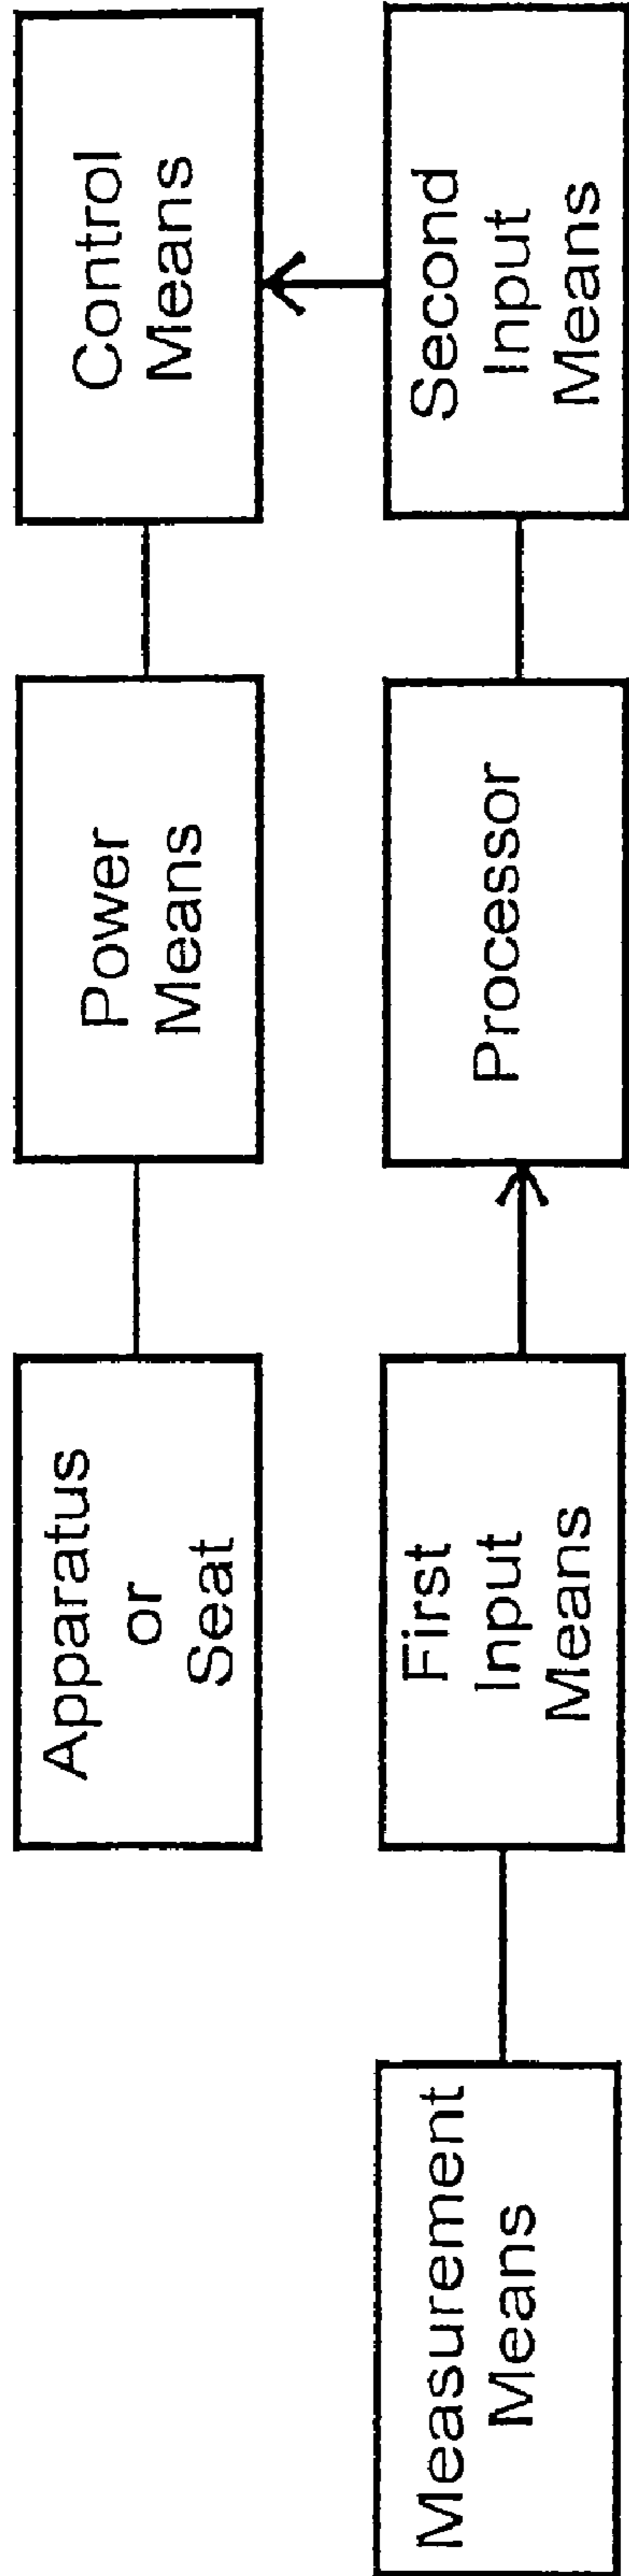 Apparatus
or
Seat
Power
Means
Control
Means
Measurement
Means
First
Input
Means
Processor
Second
Input
Means